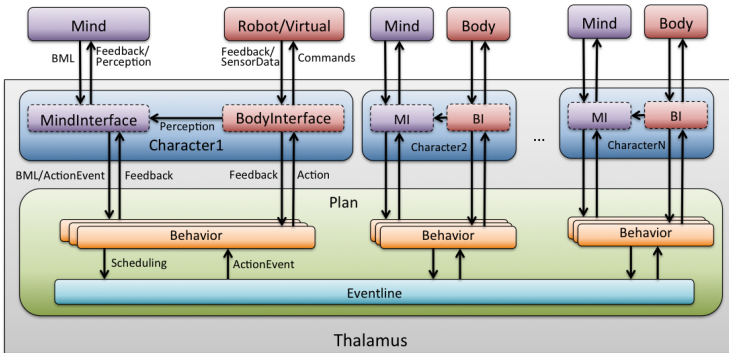 Mind
Robot/Virtual
Mind
Body
Mind
Body
BML
Feedback/
Perception
Feedback/
SensorData
Commands
MindInterface
Perception
BodyInterface
Character1
MI
BI
Character2
...
MI
BI
CharacterN
BML/ActionEvent
Feedback
Feedback
Action
Plan
Behavior
Behavior
Behavior
Scheduling
ActionEvent
Eventline
Thalamus